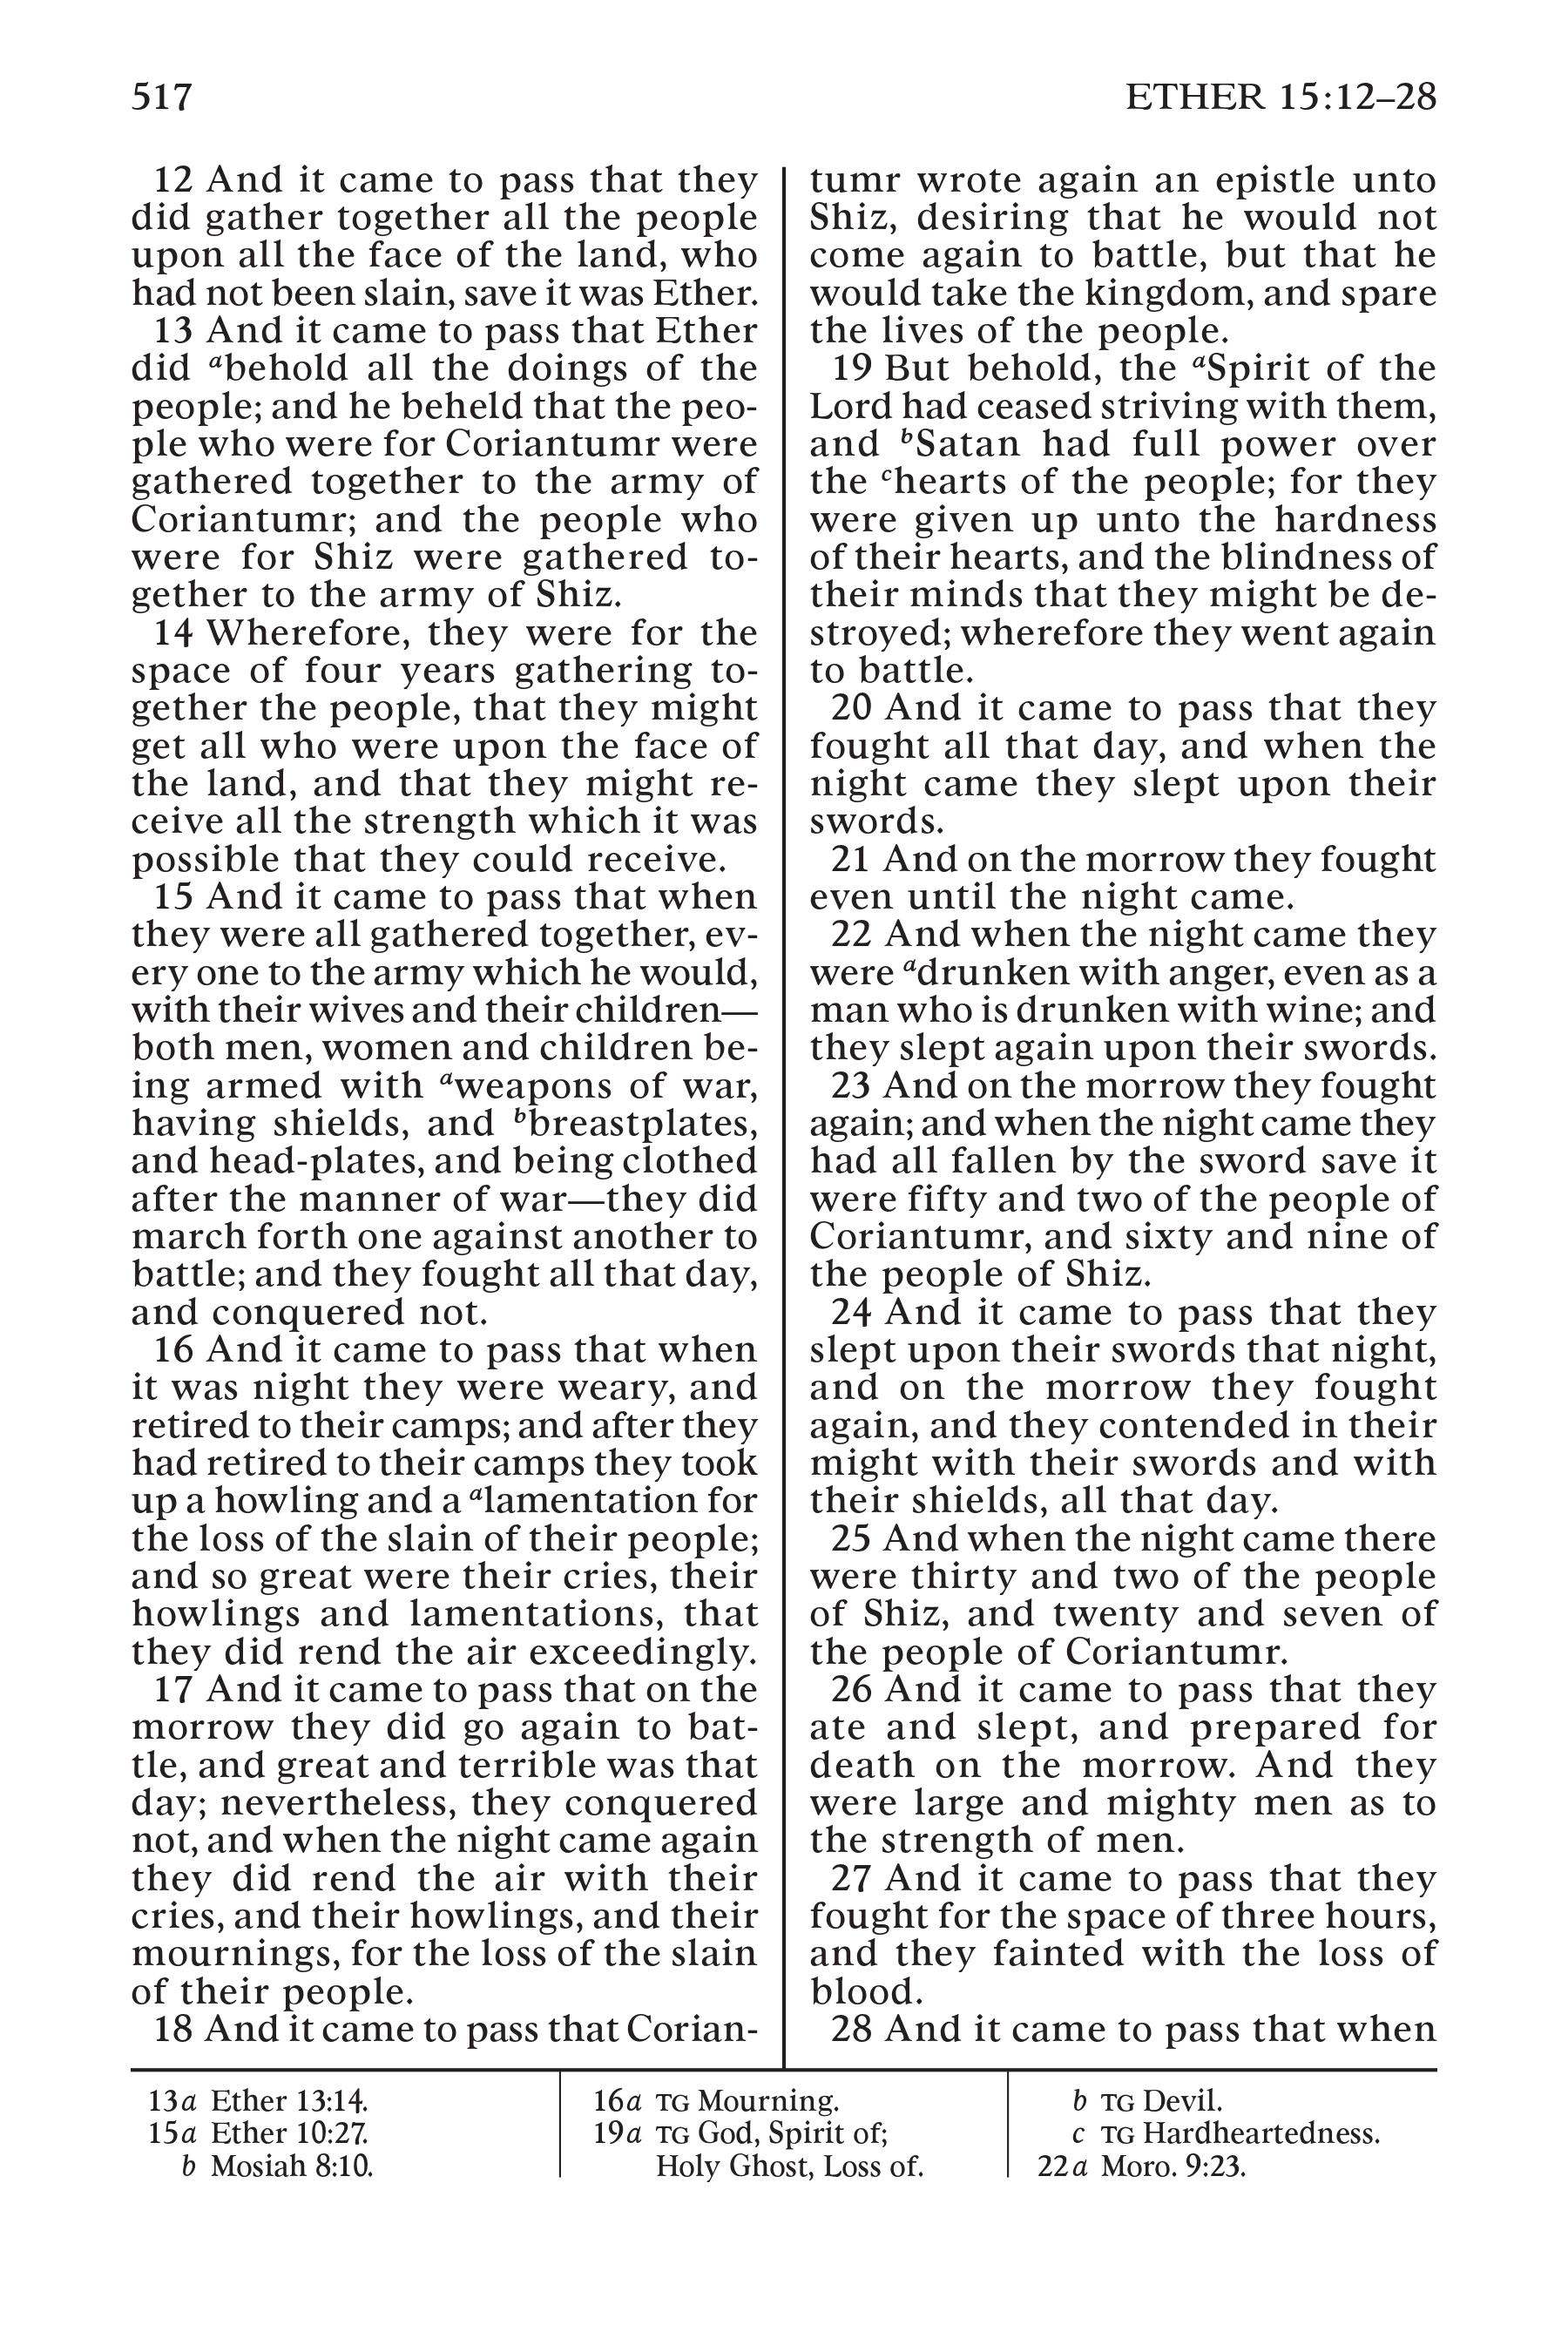 517
ETHER 15:12–28
12 And it came to pass that they
did gather together all the people
upon all the face of the land, who
had not been slain, save it was Ether.
13 And it came to pass that Ether
did abehold all the doings of the
people; and he beheld that the peo-
ple who were for Coriantumr were
gathered together to the army of
Coriantumr; and the people who
were for Shiz were gathered to-
gether to the army of Shiz.
14 Wherefore, they were for the
space of four years gathering to-
gether the people, that they might
get all who were upon the face of
the land, and that they might re-
ceive all the strength which it was
possible that they could receive.
15 And it came to pass that when
they were all gathered together, ev-
ery one to the army which he would,
with their wives and their children—
both men, women and children be-
ing armed with aweapons of war,
having shields, and bbreastplates,
and head-plates, and being clothed
after the manner of war—they did
march forth one against another to
battle; and they fought all that day,
and conquered not.
16 And it came to pass that when
it was night they were weary, and
retired to their camps; and after they
had retired to their camps they took
up a howling and a alamentation for
the loss of the slain of their people;
and so great were their cries, their
howlings and lamentations, that
they did rend the air exceedingly.
17 And it came to pass that on the
morrow they did go again to bat-
tle, and great and terrible was that
day; nevertheless, they conquered
not, and when the night came again
they did rend the air with their
cries, and their howlings, and their
mournings, for the loss of the slain
of their people.
18 And it came to pass that Corian-
tumr wrote again an epistle unto
Shiz, desiring that he would not
come again to battle, but that he
would take the kingdom, and spare
the lives of the people.
19 But behold, the aSpirit of the
Lord had ceased striving with them,
and bSatan had full power over
the chearts of the people; for they
were given up unto the hardness
of their hearts, and the blindness of
their minds that they might be de-
stroyed; wherefore they went again
to battle.
20 And it came to pass that they
fought all that day, and when the
night came they slept upon their
swords.
21 And on the morrow they fought
even until the night came.
22 And when the night came they
were adrunken with anger, even as a
man who is drunken with wine; and
they slept again upon their swords.
23 And on the morrow they fought
again; and when the night came they
had all fallen by the sword save it
were fifty and two of the people of
Coriantumr, and sixty and nine of
the people of Shiz.
24 And it came to pass that they
slept upon their swords that night,
and on the morrow they fought
again, and they contended in their
might with their swords and with
their shields, all that day.
25 And when the night came there
were thirty and two of the people
of Shiz, and twenty and seven of
the people of Coriantumr.
26 And it came to pass that they
ate and slept, and prepared for
death on the morrow. And they
were large and mighty men as to
the strength of men.
27 And it came to pass that they
fought for the space of three hours,
and they fainted with the loss of
blood.
28 And it came to pass that when
13a Ether 13:14.
15a Ether 10:27.
b Mosiah 8:10.
16a TG Mourning.
19a TG God, Spirit of;
Holy Ghost, Loss of.
b TG Devil.
c TG Hardheartedness.
22a Moro. 9:23.